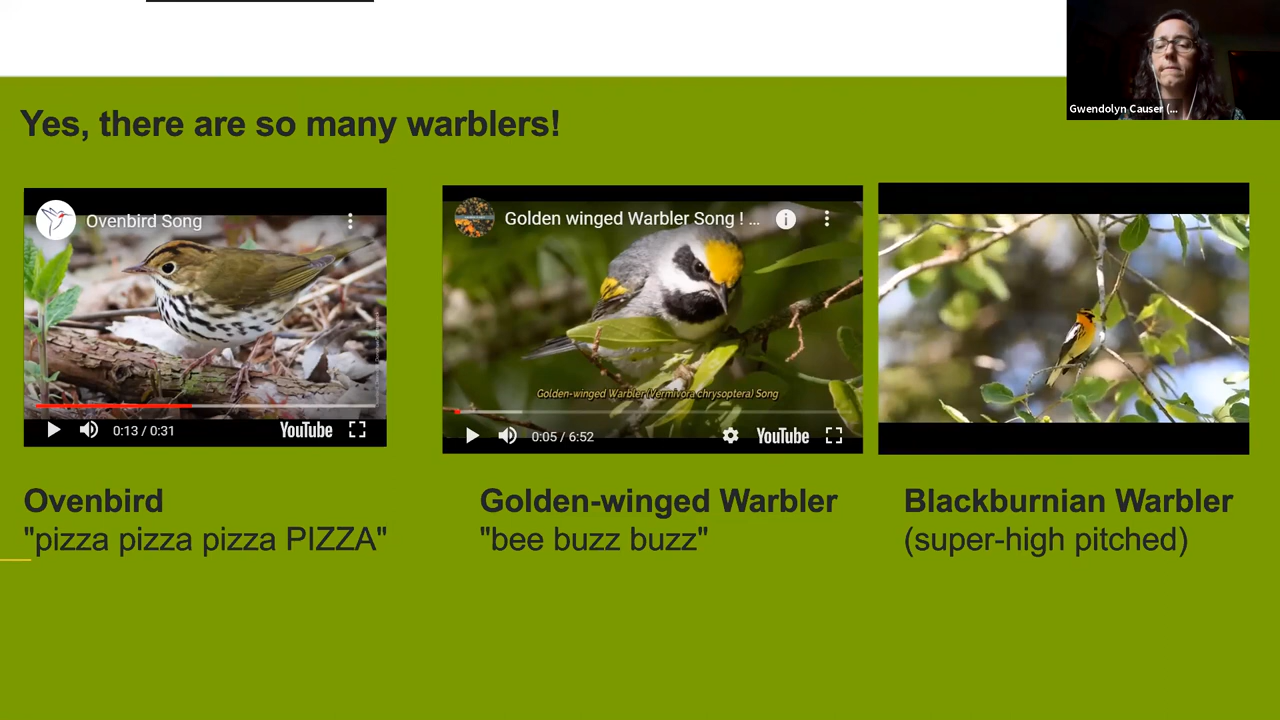 Gwendolyn Causer (...
Yes, there are so many warblers!
Ovenbird Song
0:13 / 0:31
YouTube
Golden winged Warbler Song ! ...
Golden-winged Warbler (Vermivora chrysoptera) Song
0:05 / 6:52
YouTube
Ovenbird
"pizza pizza pizza PIZZA"
Golden-winged Warbler
"bee buzz buzz"
Blackburnian Warbler
(super-high pitched)